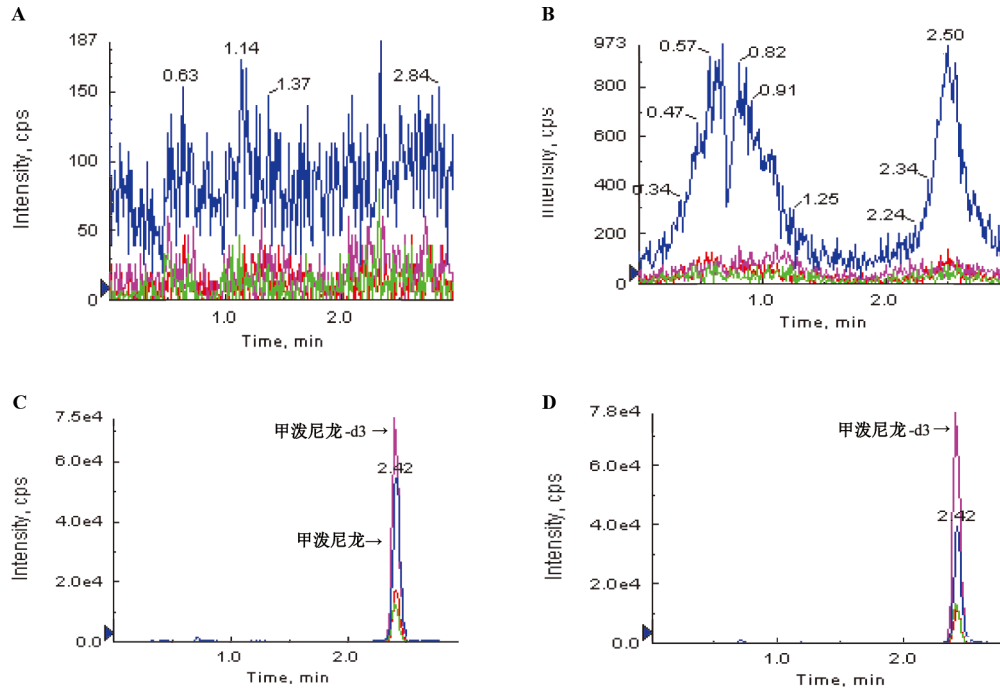 A
187
150
100
50
0
0.63
1.14
1.37
2.84
1.0
2.0
Intensity, cps
Time, min
B
973
800
600
400
200
0
0.34
0.47
0.57
0.82
0.91
1.25
2.24
2.34
2.50
1.0
2.0
Intensity, cps
Time, min
C
7.5e4
6.0e4
4.0e4
2.0e4
0.0
甲泼尼龙-d3→
2.42
甲泼尼龙→
1.0
2.0
Intensity, cps
Time, min
D
7.8e4
6.0e4
4.0e4
2.0e4
0.0
甲泼尼龙-d3→
2.42
1.0
2.0
Intensity, cps
Time, min